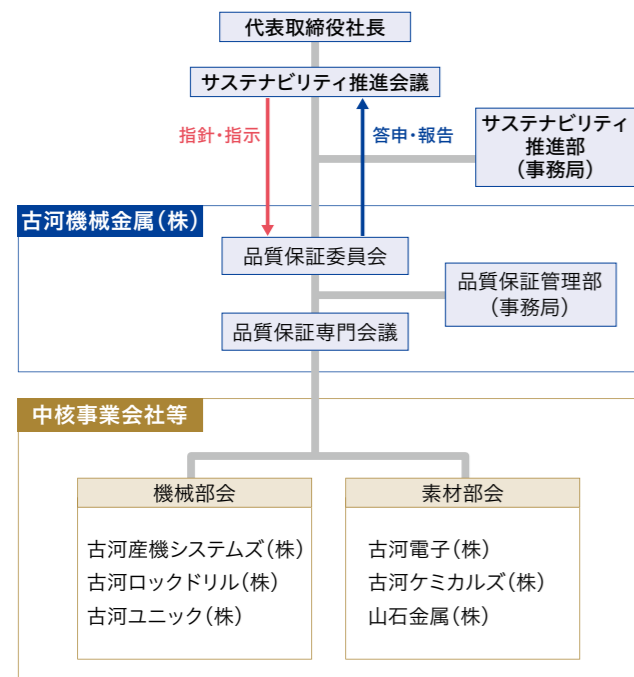 代表取締役社長
サステナビリティ推進会議
指針・指示
答申・報告
サステナビリティ
推進部
（事務局）
古河機械金属（株）
品質保証委員会
品質保証管理部
（事務局）
品質保証専門会議
中核事業会社等
機械部会
古河産機システムズ（株）
古河ロックドリル（株）
古河ユニック（株）
素材部会
古河電子（株）
古河ケミカルズ（株）
山石金属（株）